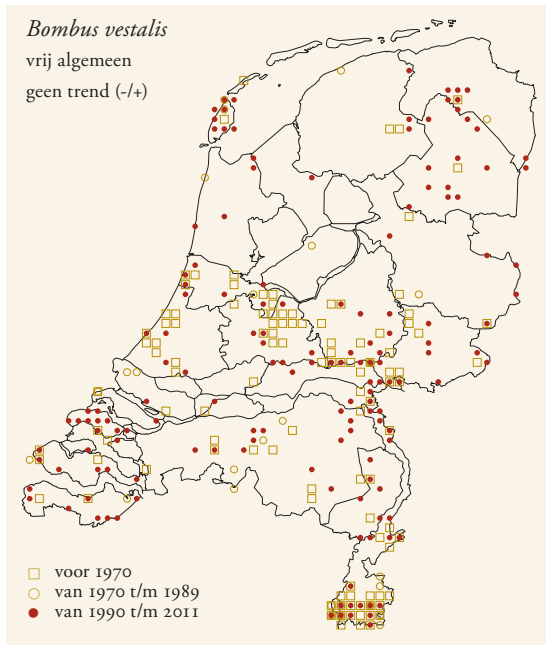 Bombus vestalis
vrij algemeen
geen trend (-/+)
voor 1970
van 1970 t/m 1989
van 1990 t/m 2011